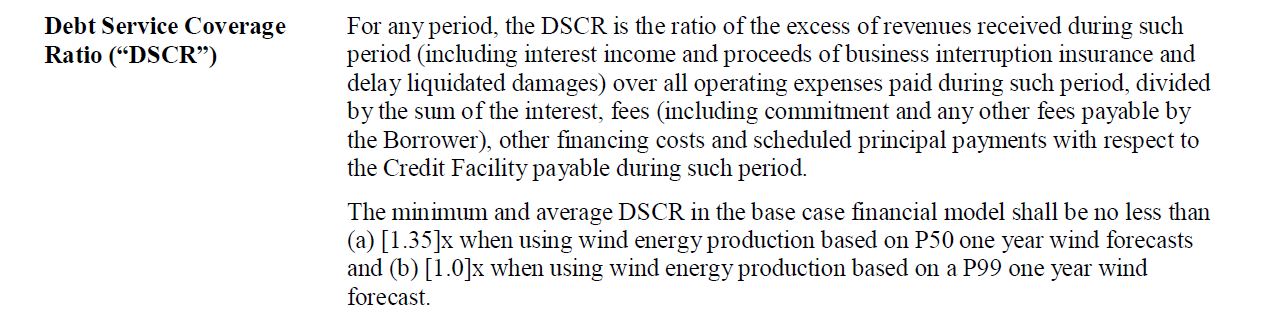 Debt Service Coverage
Ratio (“DSCR”)
For any period, the DSCR is the ratio of the excess of revenues received during such
period (including interest income and proceeds of business interruption insurance and
delay liquidated damages) over all operating expenses paid during such period, divided
by the sum of the interest, fees (including commitment and any other fees payable by
the Borrower), other financing costs and scheduled principal payments with respect to
the Credit Facility payable during such period.
The minimum and average DSCR in the base case financial model shall be no less than
(a) [1.35]x when using wind energy production based on P50 one year wind forecasts
and (b) [1.0]x when using wind energy production based on a P99 one year wind
forecast.